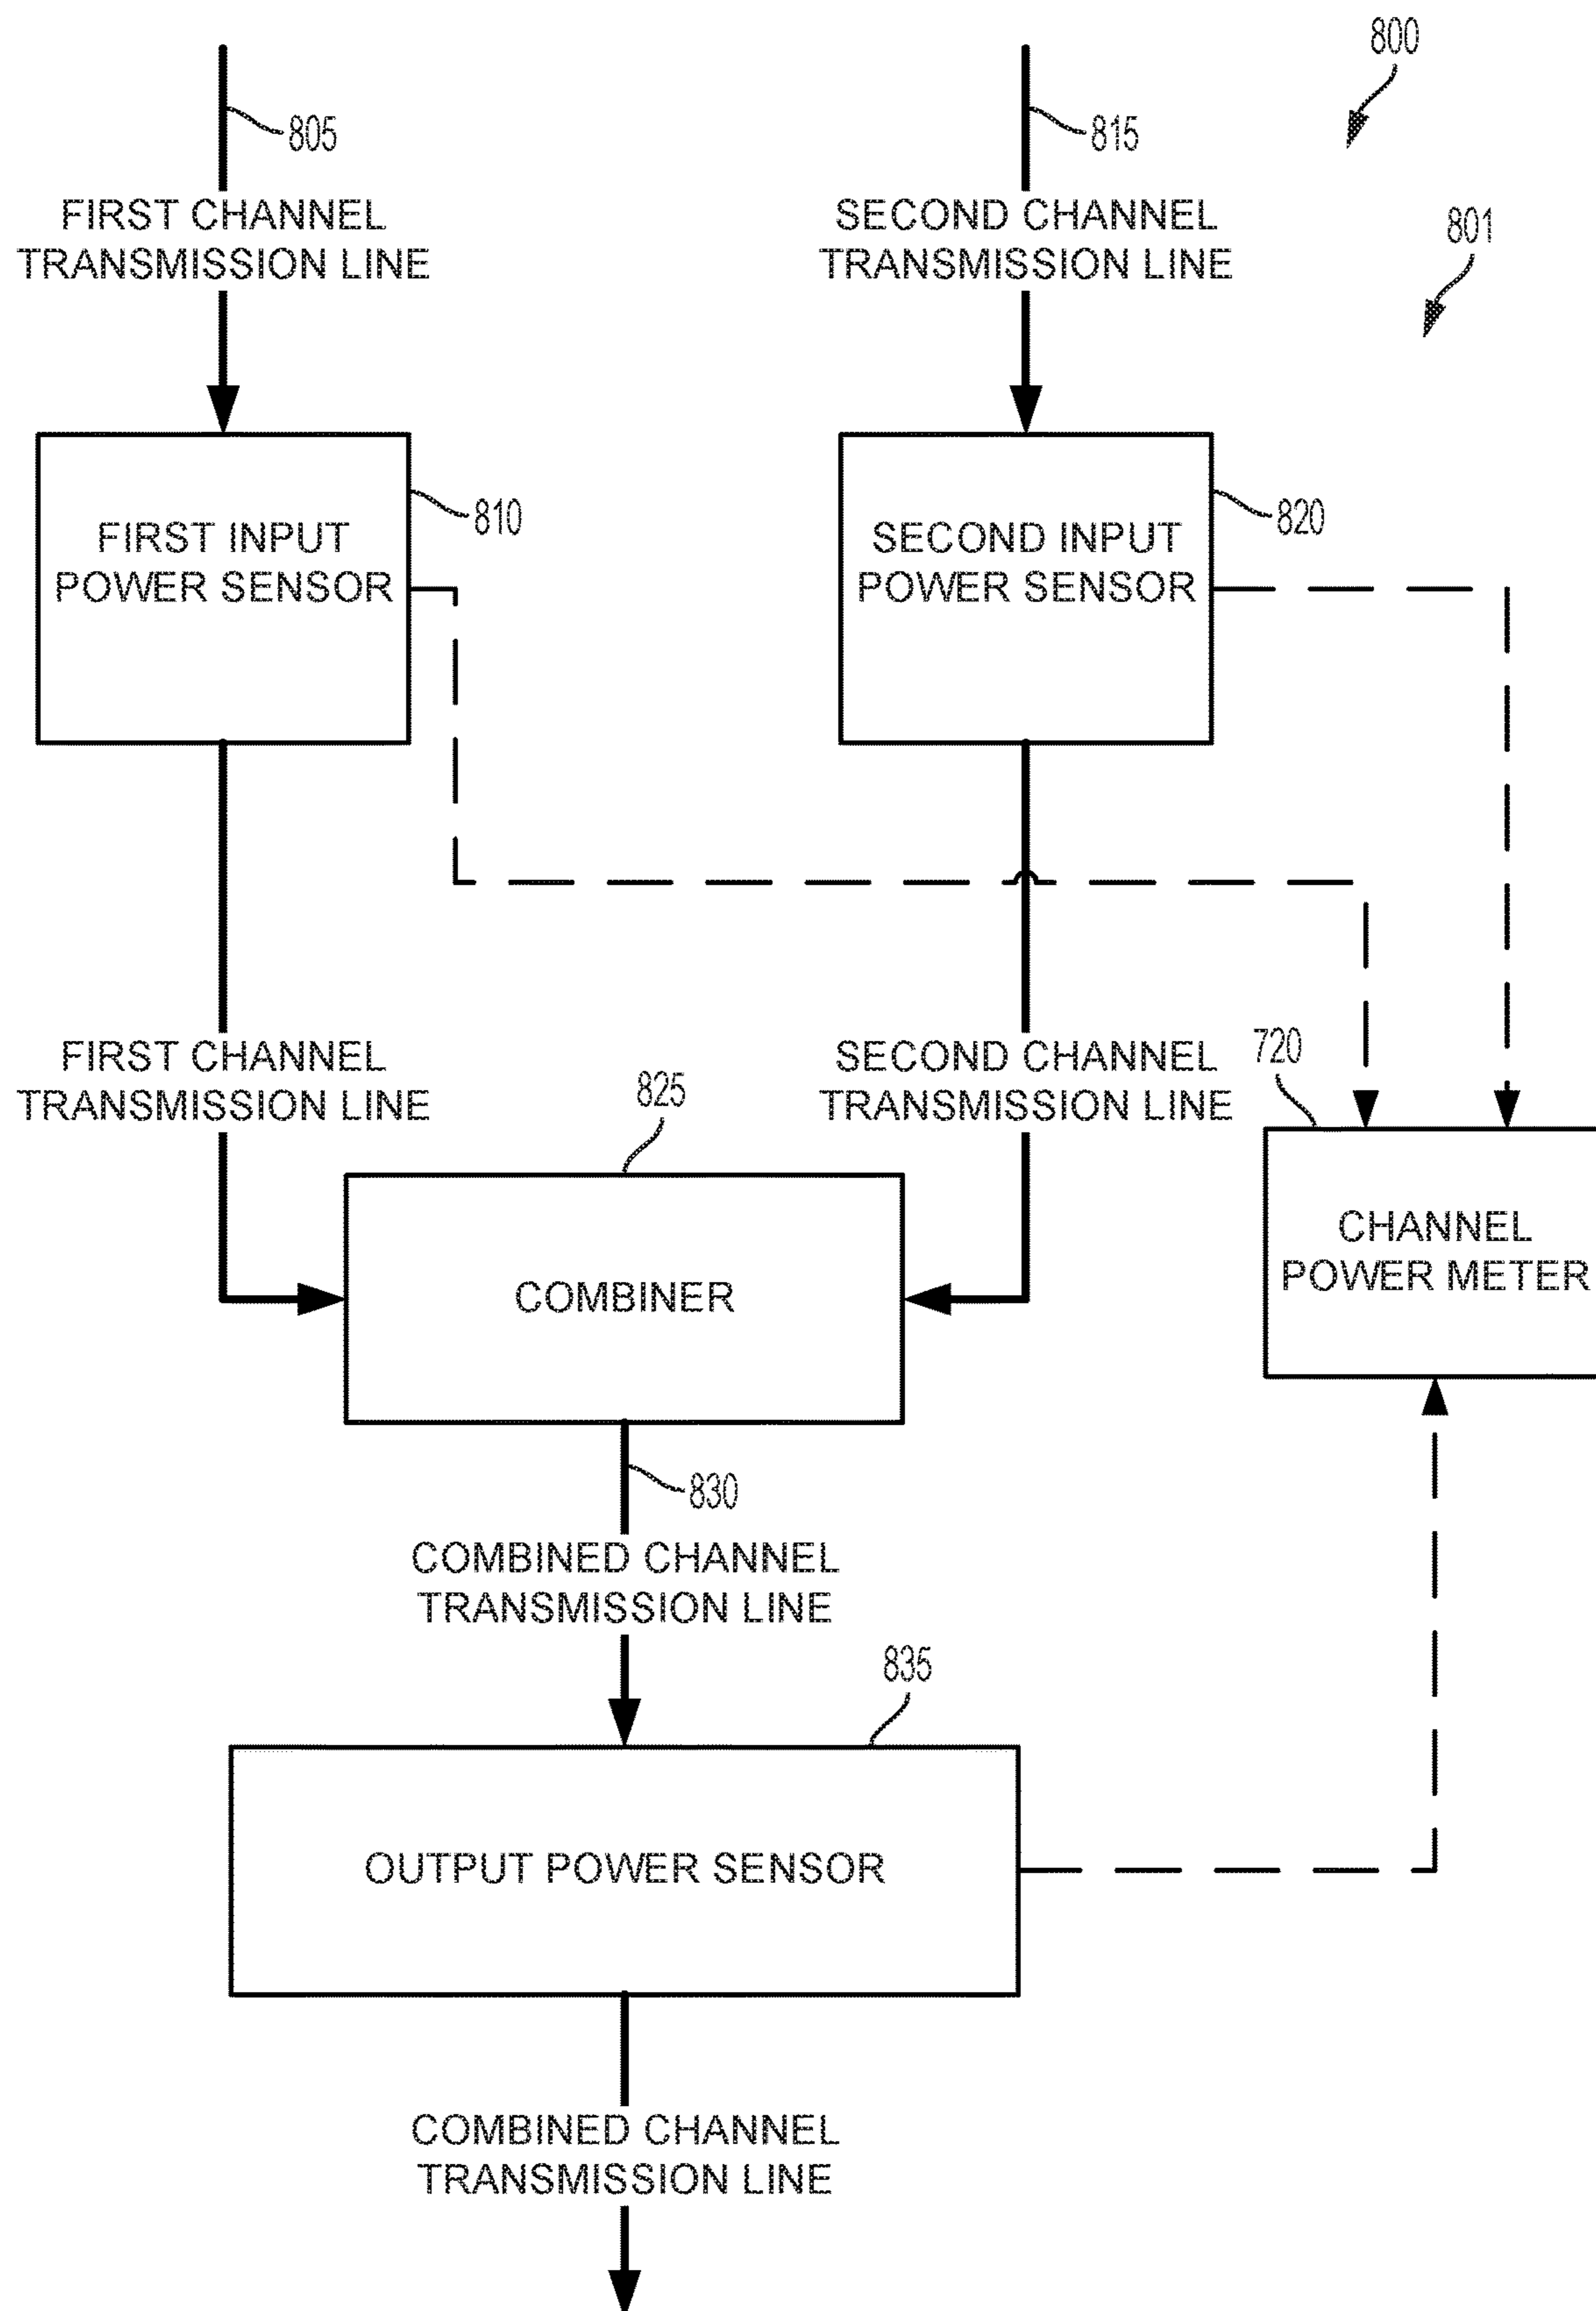 800
805
815
FIRST CHANNEL
TRANSMISSION LINE
SECOND CHANNEL
TRANSMISSION LINE
801
FIRST INPUT
POWER SENSOR
810
SECOND INPUT
POWER SENSOR
820
FIRST CHANNEL
TRANSMISSION LINE
825
SECOND CHANNEL
TRANSMISSION LINE
720
COMBINER
CHANNEL
POWER METER
830
COMBINED CHANNEL
TRANSMISSION LINE
835
OUTPUT POWER SENSOR
COMBINED CHANNEL
TRANSMISSION LINE